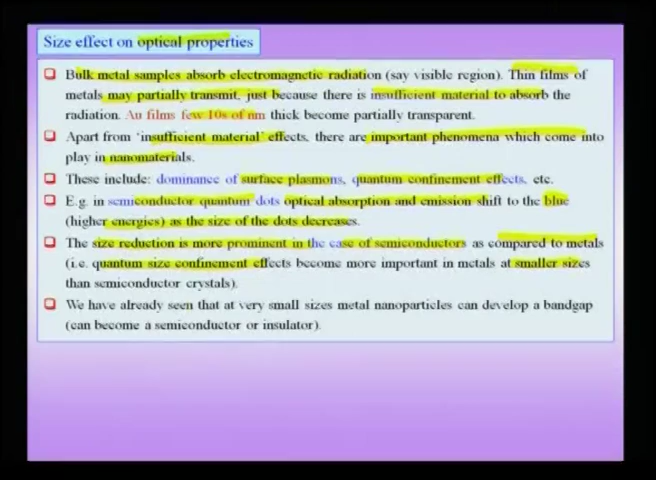 Size effect on optical properties
Bulk metal samples absorb electromagnetic radiation (say visible region). Thin films of
metals may partially transmit, just because there is insufficient material to absorb the
radiation. Au films few 10s of nm thick become partially transparent.
Apart from 'insufficient material' effects, there are important phenomena which come into
play in nanomaterials.
These include: dominance of surface plasmons, quantum confinement effects, etc.
E.g. in semiconductor quantum dots optical absorption and emission shift to the blue
(higher energies) as the size of the dots decreases.
The size reduction is more prominent in the case of semiconductors as compared to metals
(i.e. quantum size confinement effects become more important in metals at smaller sizes
than semiconductor crystals).
We have already seen that at very small sizes metal nanoparticles can develop a bandgap
(can become a semiconductor or insulator).